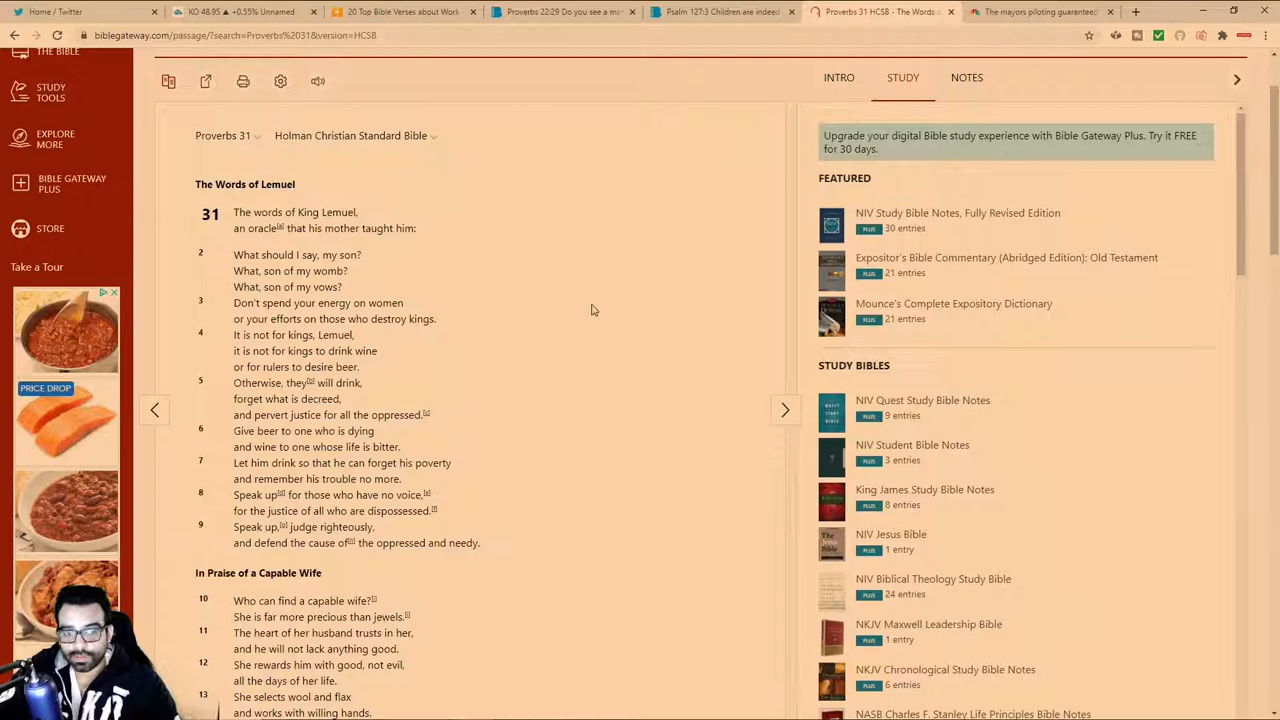 Home / Twitter
KO 48.95 ▲ +0.55% Unnamed
20 Top Bible Verses about Work
Proverbs 22:29 Do you see a ma
Psalm 127:3 Children are indeed
Proverbs 31 HCSB - The Words o
The mayors piloting guaranteed
biblegateway.com/passage/?search=Proverbs%2031&version=HCSB
THE BIBLE
STUDY
TOOLS
EXPLORE
MORE
BIBLE GATEWAY
PLUS
STORE
Take a Tour
PRICE DROP
Proverbs 31
Holman Christian Standard Bible
The Words of Lemuel
31 The words of King Lemuel,
an oracle[a] that his mother taught him:
2 What should I say, my son?
What, son of my womb?
What, son of my vows?
3 Don't spend your energy on women
or your efforts on those who destroy kings.
4 It is not for kings, Lemuel,
it is not for kings to drink wine
or for rulers to desire beer.
5 Otherwise, they[b] will drink,
forget what is decreed,
and pervert justice for all the oppressed.[c]
6 Give beer to one who is dying
and wine to one whose life is bitter.
7 Let him drink so that he can forget his poverty
and remember his trouble no more.
8 Speak up[d] for those who have no voice,[e]
for the justice of all who are dispossessed.[f]
9 Speak up,[g] judge righteously,
and defend the cause of[h] the oppressed and needy.
In Praise of a Capable Wife
10 Who can find a capable wife?[i]
She is far more precious than jewels.[j]
11 The heart of her husband trusts in her,
and he will not lack anything good.
12 She rewards him with good, not evil,
all the days of her life.
13 She selects wool and flax
and works with willing hands.
INTRO
STUDY
NOTES
Upgrade your digital Bible study experience with Bible Gateway Plus. Try it FREE
for 30 days.
FEATURED
NIV Study Bible Notes, Fully Revised Edition
PLUS 30 entries
Expositor's Bible Commentary (Abridged Edition): Old Testament
PLUS 21 entries
Mounce's Complete Expository Dictionary
PLUS 21 entries
STUDY BIBLES
NIV Quest Study Bible Notes
PLUS 9 entries
NIV Student Bible Notes
PLUS 3 entries
King James Study Bible Notes
PLUS 8 entries
NIV Jesus Bible
PLUS 1 entry
NIV Biblical Theology Study Bible
PLUS 24 entries
NKJV Maxwell Leadership Bible
PLUS 1 entry
NKJV Chronological Study Bible Notes
PLUS 6 entries
NASB Charles F. Stanley Life Principles Bible Notes